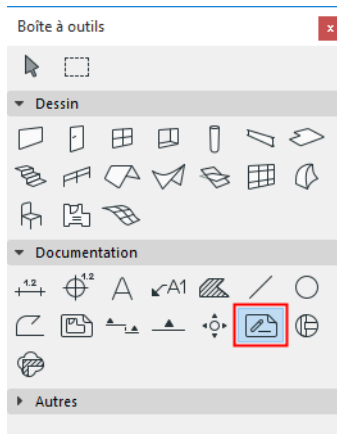 Boîte à outils
x
Dessin
Documentation
1.2
1.2
A
A1
Autres